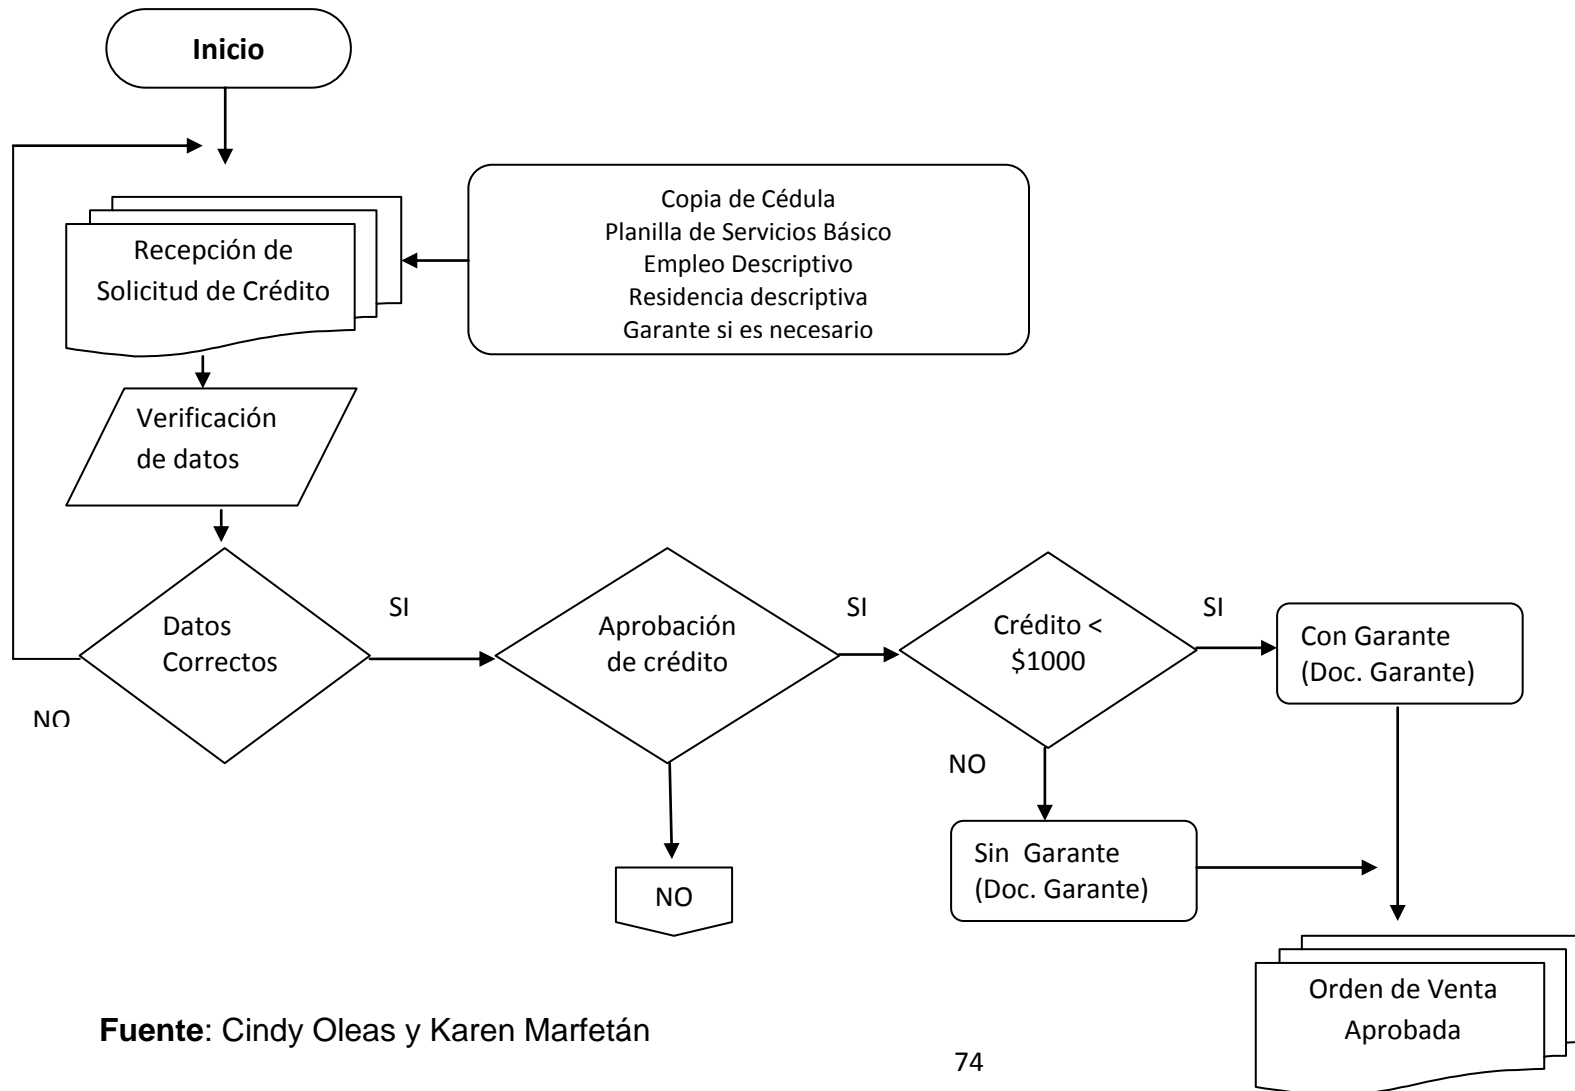 Inicio
Recepción de
Solicitud de Crédito
Copia de Cédula
Planilla de Servicios Básico
Empleo Descriptivo
Residencia descriptiva
Garante si es necesario
Verificación
de datos
Datos
Correctos
SI
NO
Aprobación
de crédito
SI
NO
Crédito <
$1000
SI
NO
Con Garante
(Doc. Garante)
Sin Garante
(Doc. Garante)
Orden de Venta
Aprobada
Fuente: Cindy Oleas y Karen Marfetán
74